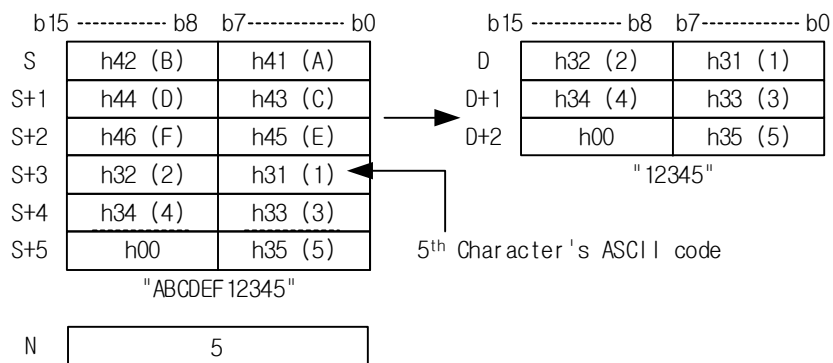 b15 ------------ b8 b7------------- b0
S h42 (B) h41 (A)
S+1 h44 (D) h43 (C)
S+2 h46 (F) h45 (E)
S+3 h32 (2) h31 (1)
S+4 h34 (4) h33 (3)
S+5 h00 h35 (5)
"ABCDEF12345"
N 5
b15 ------------ b8 b7------------- b0
D h32 (2) h31 (1)
D+1 h34 (4) h33 (3)
D+2 h00 h35 (5)
"12345"
5th Character's ASCII code